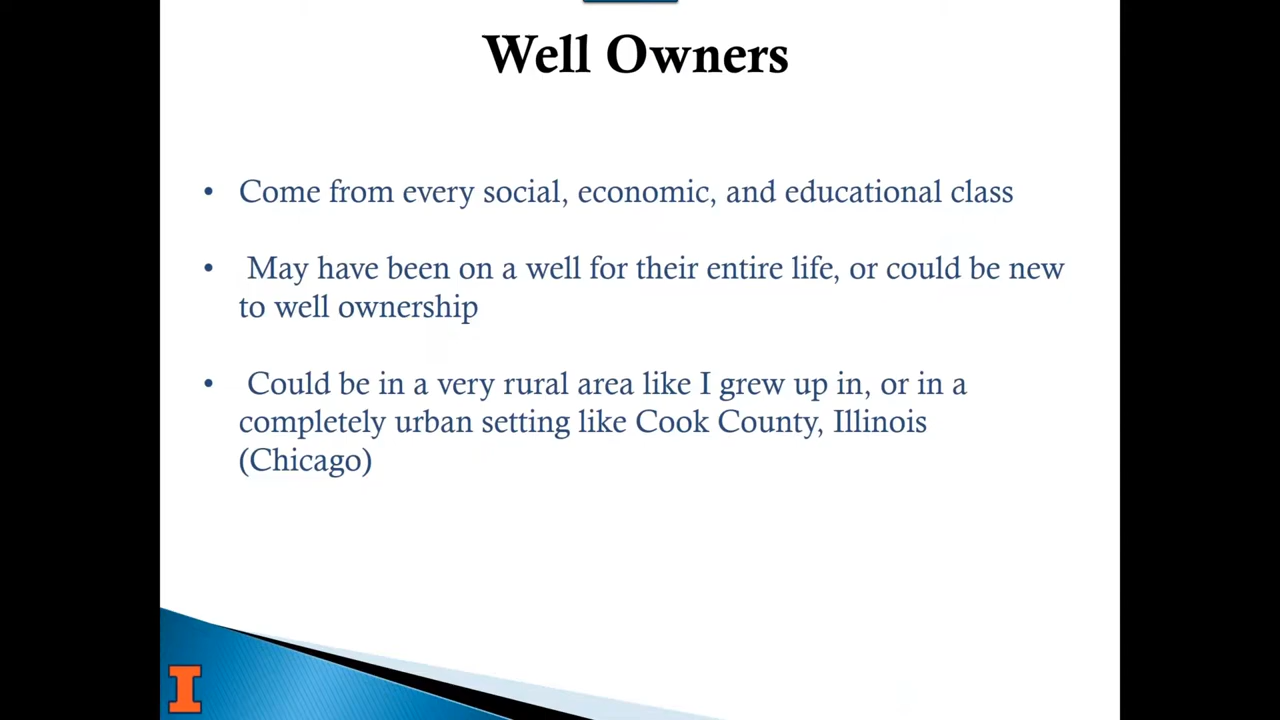 Well Owners
• Come from every social, economic, and educational class
• May have been on a well for their entire life, or could be new
to well ownership
• Could be in a very rural area like I grew up in, or in a
completely urban setting like Cook County, Illinois
(Chicago)
I